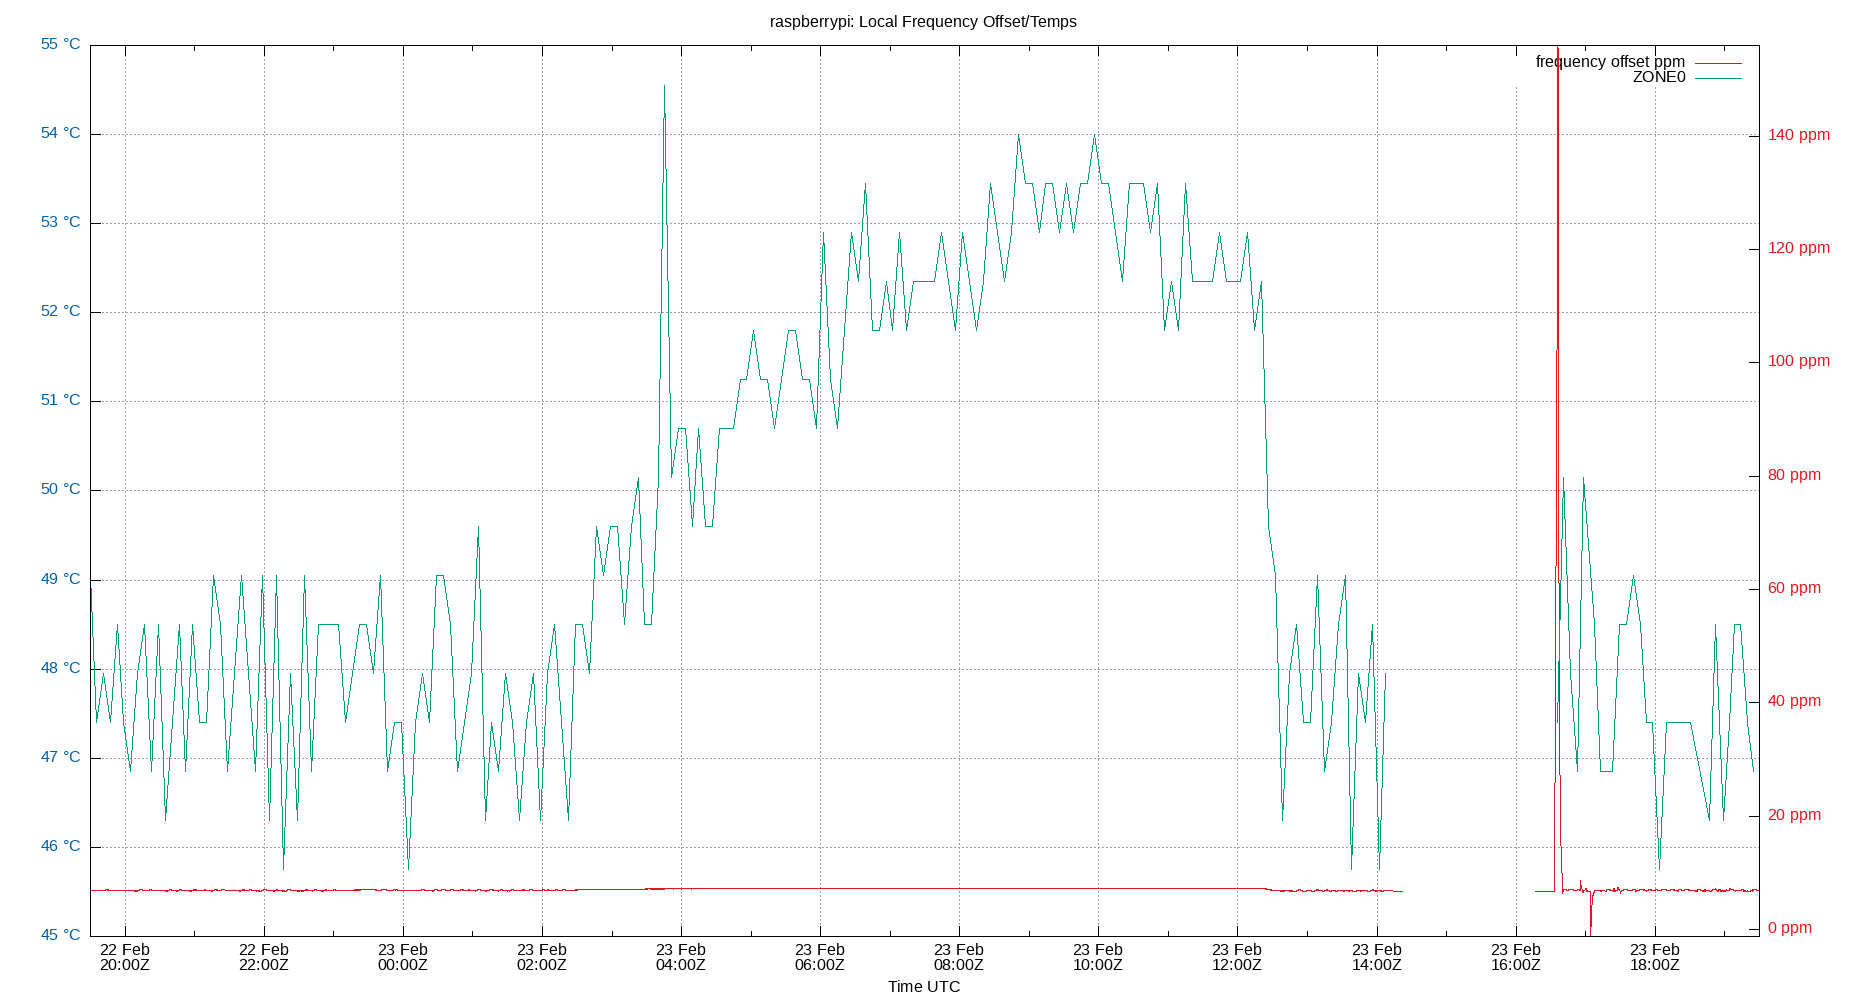 raspberrypi: Local Frequency Offset/Temps
frequency offset ppm
ZONE0
55 °C
54 °C
53 °C
52 °C
51 °C
50 °C
49 °C
48 °C
47 °C
46 °C
45 °C
140 ppm
120 ppm
100 ppm
80 ppm
60 ppm
40 ppm
20 ppm
0 ppm
22 Feb
20:00Z
22 Feb
22:00Z
23 Feb
00:00Z
23 Feb
02:00Z
23 Feb
04:00Z
23 Feb
06:00Z
23 Feb
08:00Z
23 Feb
10:00Z
23 Feb
12:00Z
23 Feb
14:00Z
23 Feb
16:00Z
23 Feb
18:00Z
Time UTC